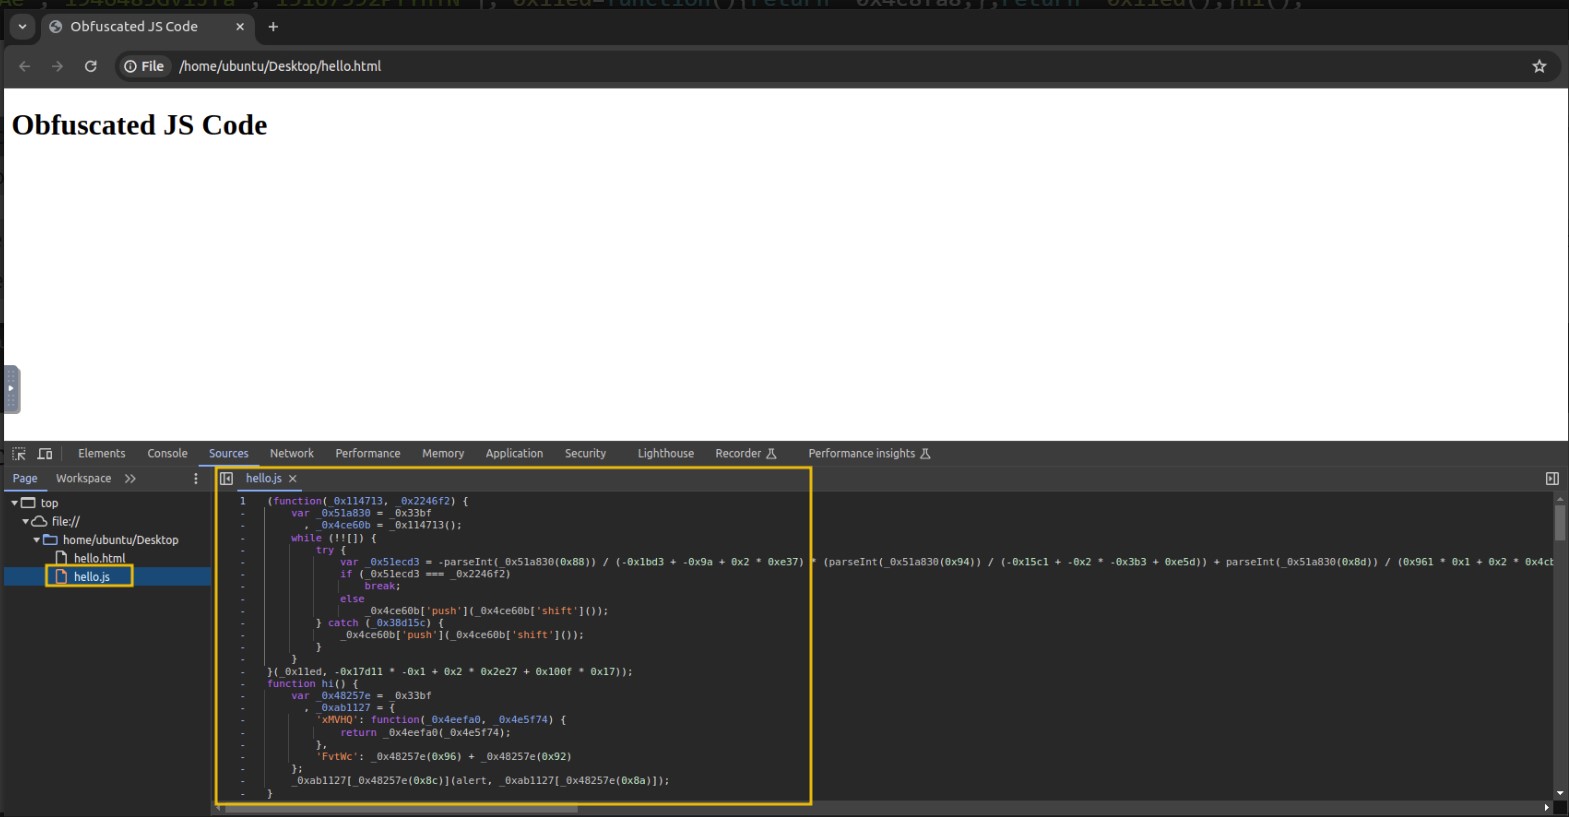 Obfuscated JS Code
File /home/ubuntu/Desktop/hello.html
Obfuscated JS Code
Elements Console Sources Network Performance Memory Application Security Lighthouse Recorder Performance insights
Page Workspace
hello.js
top
file://
home/ubuntu/Desktop
hello.html
hello.js
1 (function(_0x114713, _0x2246f2) {
- var _0x51a830 = _0x33bf
- , _0x4ce60b = _0x114713();
- while (!![]) {
- try {
- var _0x51ecd3 = -parseInt(_0x51a830(0x88)) / (-0x1bd3 + -0x9a + 0x2 * 0xe37) * (parseInt(_0x51a830(0x94)) / (-0x15c1 + -0x2 * -0x3b3 + 0xe5d)) + parseInt(_0x51a830(0x8d)) / (0x961 * 0x1 + 0x2 * 0x4cb
- if (_0x51ecd3 === _0x2246f2)
- break;
- else
- _0x4ce60b['push'](_0x4ce60b['shift']());
- } catch (_0x38d15c) {
- _0x4ce60b['push'](_0x4ce60b['shift']());
- }
- }
- }(_0x11ed, -0x17d11 * -0x1 + 0x2 * 0x2e27 + 0x100f * 0x17));
- function hi() {
- var _0x48257e = _0x33bf
- , _0xab1127 = {
- 'xMVHQ': function(_0x4eefa0, _0x4e5f74) {
- return _0x4eefa0(_0x4e5f74);
- },
- 'FvtWc': _0x48257e(0x96) + _0x48257e(0x92)
- };
- _0xab1127[_0x48257e(0x8c)](alert, _0xab1127[_0x48257e(0x8a)]);
- }